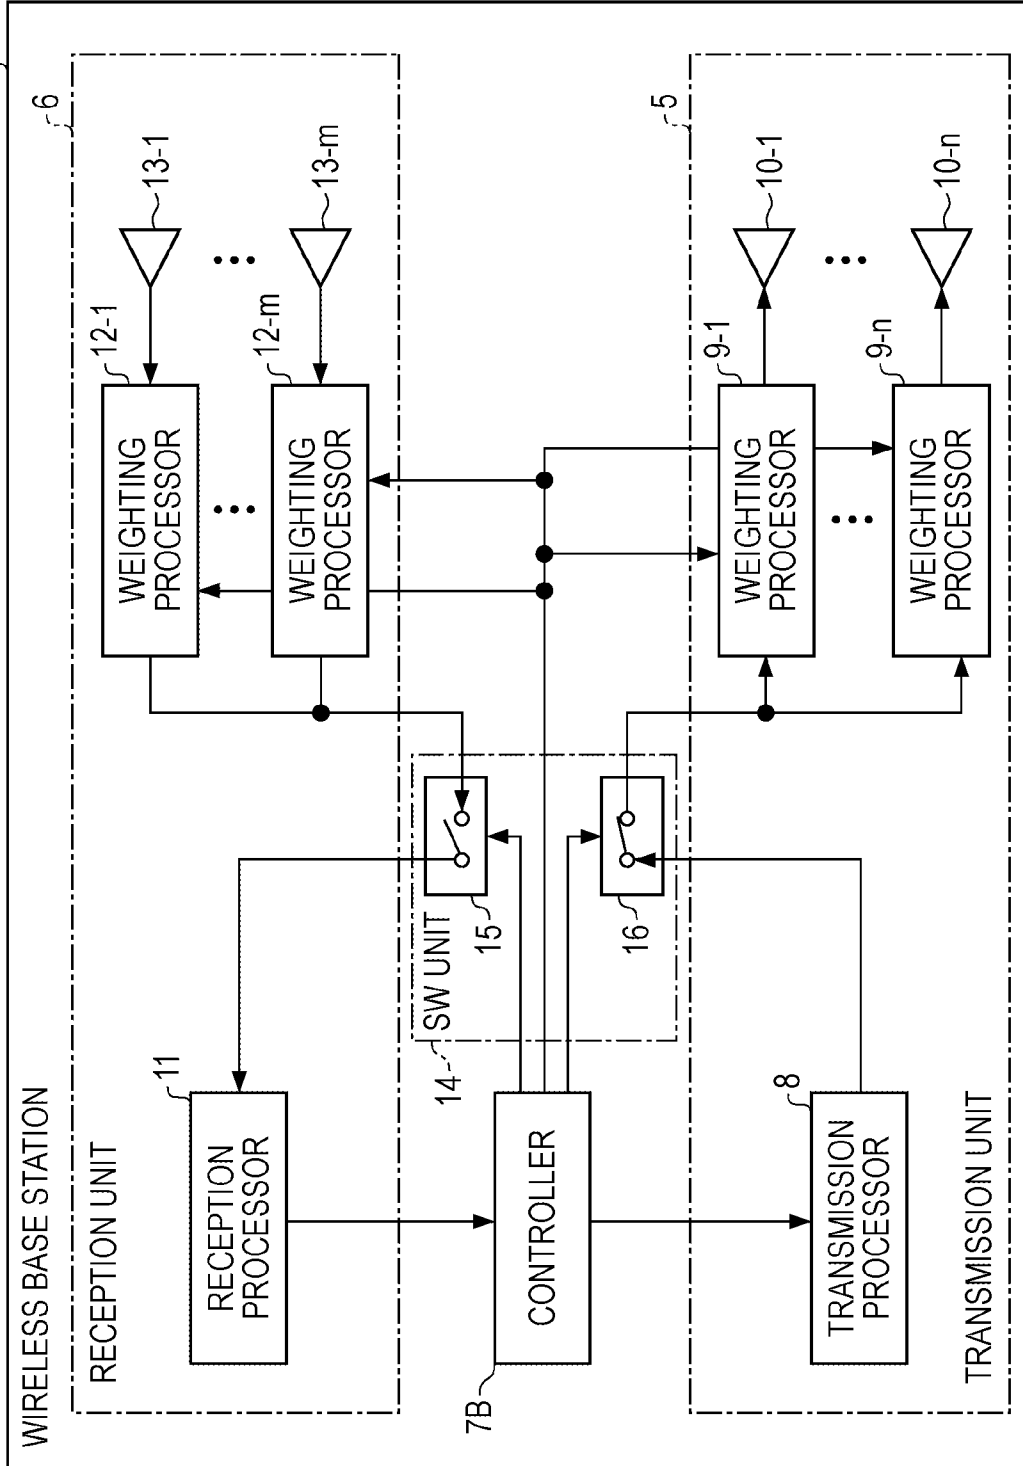 WIRELESS BASE STATION
RECEPTION UNIT
6
11
RECEPTION
PROCESSOR
12-1
WEIGHTING
PROCESSOR
13-1
12-m
WEIGHTING
PROCESSOR
13-m
7B
CONTROLLER
14
SW UNIT
15
16
TRANSMISSION UNIT
5
8
TRANSMISSION
PROCESSOR
9-1
WEIGHTING
PROCESSOR
10-1
9-n
WEIGHTING
PROCESSOR
10-n